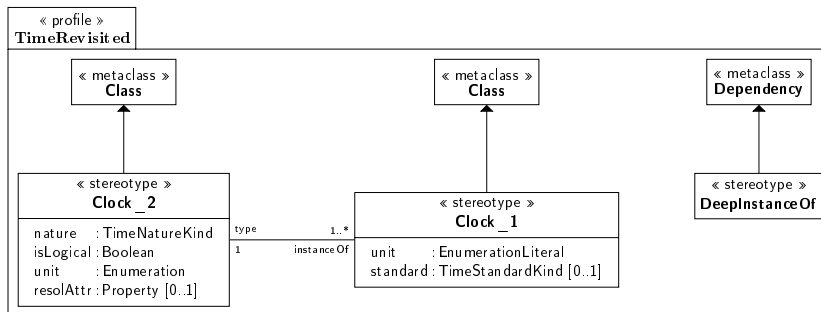 « profile »
TimeRevisited
« metaclass »
Class
« metaclass »
Class
« metaclass »
Dependency
« stereotype »
Clock_2
nature : TimeNatureKind
isLogical : Boolean
unit : Enumeration
resolAttr : Property [0..1]
type
1
1..*
instanceOf
« stereotype »
Clock_1
unit : EnumerationLiteral
standard : TimeStandardKind [0..1]
« stereotype »
DeepInstanceOf